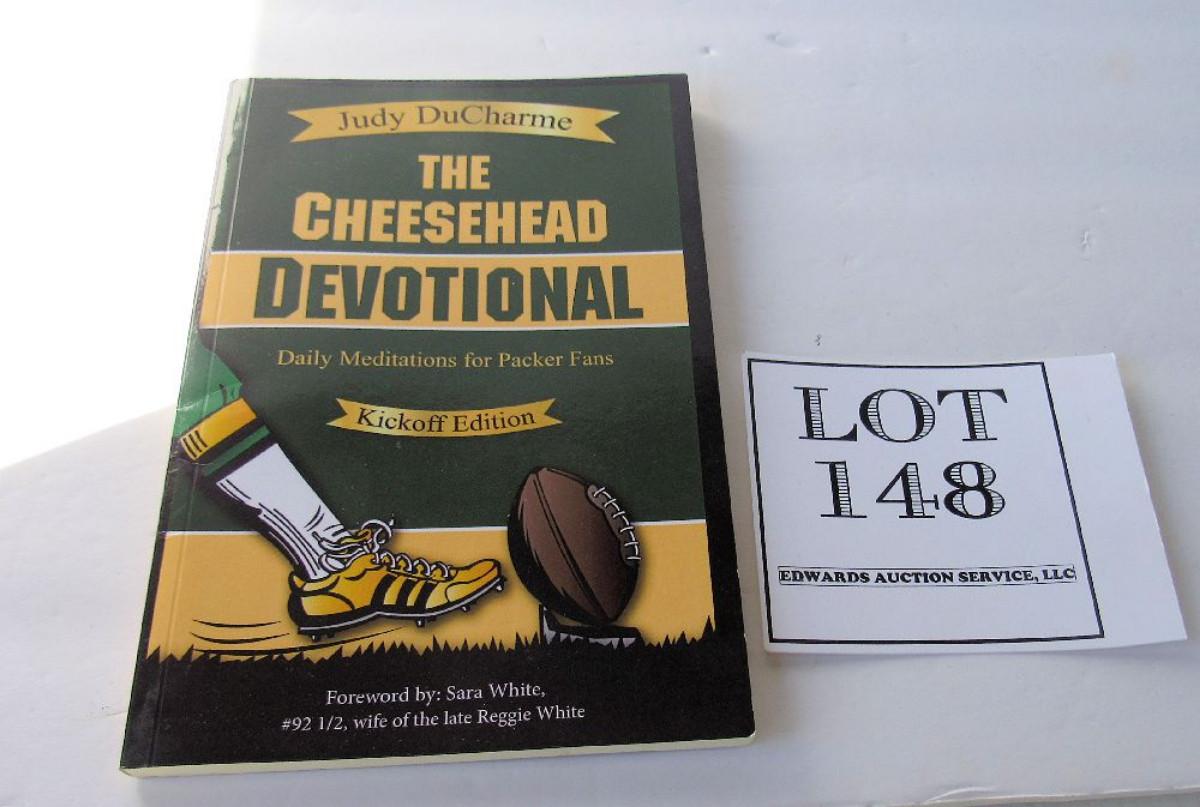 Judy DuCharme
THE
CHEESEHEAD
DEVOTIONAL
Daily Meditations for Packer Fans
Kickoff Edition
Foreword by: Sara White,
#92 1/2, wife of the late Reggie White
LOT
148
EDWARDS AUCTION SERVICE, LLC